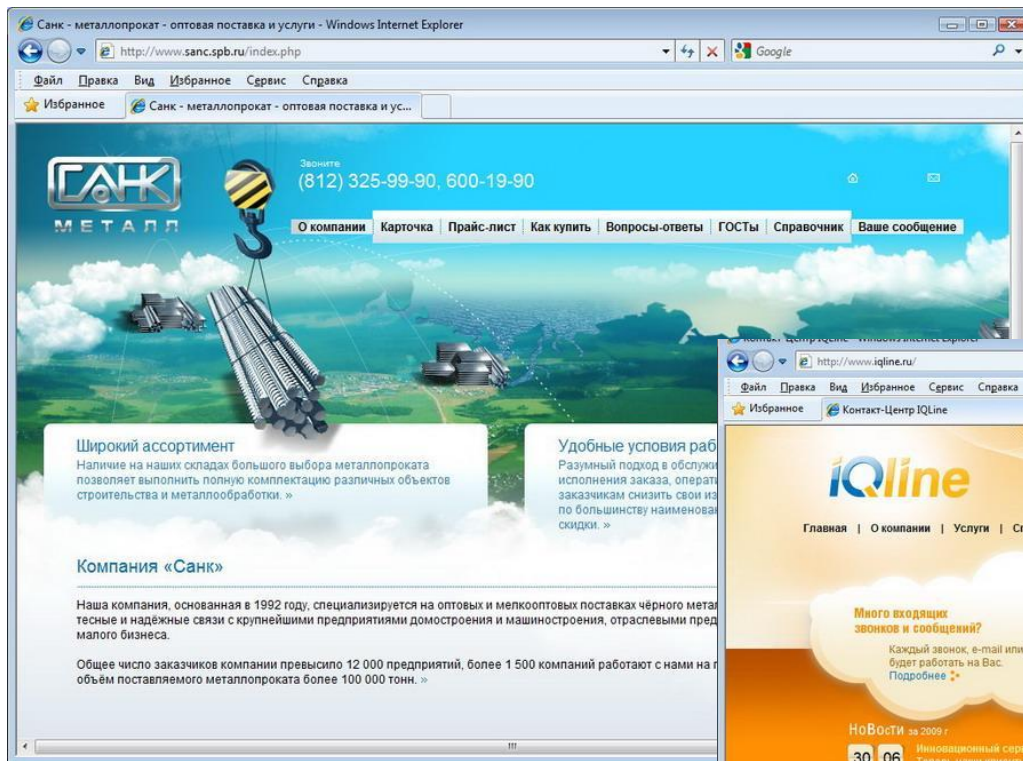 Санк - металлопрокат - оптовая поставка и услуги - Windows Internet Explorer
http://www.sanc.spb.ru/index.php
Google
Файл Правка Вид Избранное Сервис Справка
Избранное
Санк - металлопрокат - оптовая поставка и ус...
САНК
МЕТАЛЛ
Звоните
(812) 325-99-90, 600-19-90
О компании Карточка Прайс-лист Как купить Вопросы-ответы ГОСТы Справочник Ваше сообщение
Широкий ассортимент
Наличие на наших складах большого выбора металлопроката
позволяет выполнить полную комплектацию различных объектов
строительства и металлообработки. »
Удобные условия раб
Разумный подход в обслужи
исполнения заказа, операти
заказчикам снизить свои из
по большинству наименова
скидки. »
Компания «Санк»
Наша компания, основанная в 1992 году, специализируется на оптовых и мелкооптовых поставках чёрного мета
тесные и надёжные связи с крупнейшими предприятиями домостроения и машиностроения, отраслевыми пред
малого бизнеса.
Общее число заказчиков компании превысило 12 000 предприятий, более 1 500 компаний работают с нами на п
объём поставляемого металлопроката более 100 000 тонн. »
Контакт-Центр IQLine - Windows Internet Explorer
http://www.iqline.ru/
Файл Правка Вид Избранное Сервис Справка
Избранное
Контакт-Центр IQLine
iQline
Главная | О компании | Услуги | Сп
Много входящих
звонков и сообщений?
Каждый звонок, e-mail или
будет работать на Вас.
Подробнее
НоВости за 2009 г
30 06
Инновационный сер